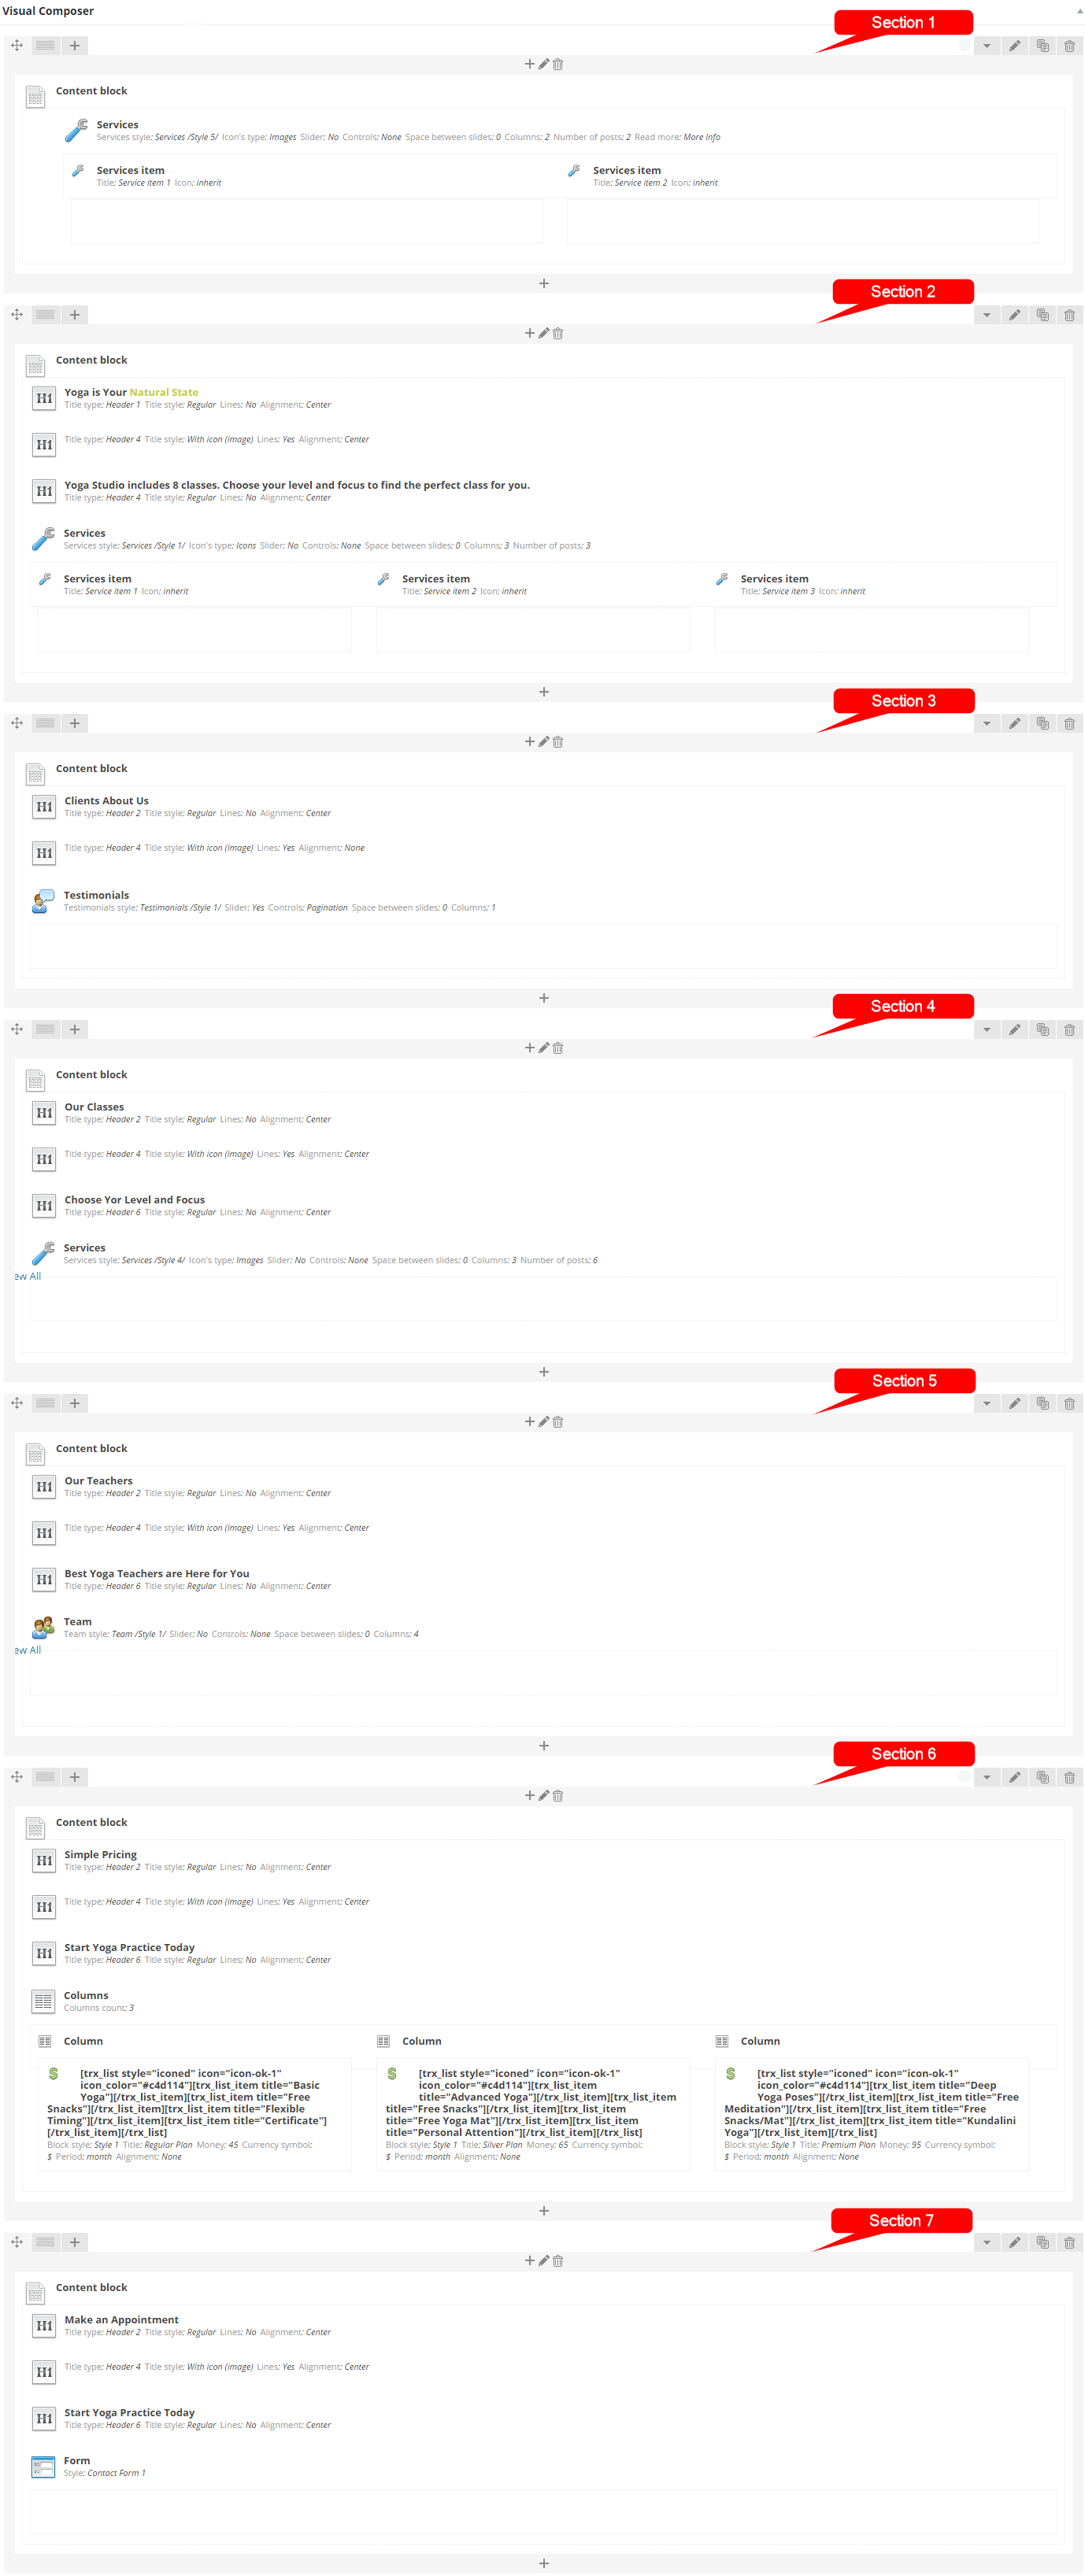 Visual Composer
Section 1
Content block
Services
Services style: Services /Style 5/ Icon's type: Images Slider: No Controls: None Space between slides: 0 Columns: 2 Number of posts: 2 Read more: More Info
Services item
Title: Service item 1 Icon: inherit
Services item
Title: Service item 2 Icon: inherit
Section 2
Content block
H1 Yoga is Your Natural State
Title type: Header 1 Title style: Regular Lines: No Alignment: Center
H1 Title type: Header 4 Title style: With icon (image) Lines: Yes Alignment: Center
H1 Yoga Studio includes 8 classes. Choose your level and focus to find the perfect class for you.
Title type: Header 4 Title style: Regular Lines: No Alignment: Center
Services
Services style: Services /Style 1/ Icon's type: Icons Slider: No Controls: None Space between slides: 0 Columns: 3 Number of posts: 3
Services item
Title: Service item 1 Icon: inherit
Services item
Title: Service item 2 Icon: inherit
Services item
Title: Service item 3 Icon: inherit
Section 3
Content block
H1 Clients About Us
Title type: Header 2 Title style: Regular Lines: No Alignment: Center
H1 Title type: Header 4 Title style: With icon (image) Lines: Yes Alignment: None
Testimonials
Testimonials style: Testimonials /Style 1/ Slider: Yes Controls: Pagination Space between slides: 0 Columns: 1
Section 4
Content block
H1 Our Classes
Title type: Header 2 Title style: Regular Lines: No Alignment: Center
H1 Title type: Header 4 Title style: With icon (image) Lines: Yes Alignment: Center
H1 Choose Yor Level and Focus
Title type: Header 6 Title style: Regular Lines: No Alignment: Center
Services
Services style: Services /Style 4/ Icon's type: Images Slider: No Controls: None Space between slides: 0 Columns: 3 Number of posts: 6
ew All
Section 5
Content block
H1 Our Teachers
Title type: Header 2 Title style: Regular Lines: No Alignment: Center
H1 Title type: Header 4 Title style: With icon (image) Lines: Yes Alignment: Center
H1 Best Yoga Teachers are Here for You
Title type: Header 6 Title style: Regular Lines: No Alignment: Center
Team
Team style: Team /Style 1/ Slider: No Controls: None Space between slides: 0 Columns: 4
ew All
Section 6
Content block
H1 Simple Pricing
Title type: Header 2 Title style: Regular Lines: No Alignment: Center
H1 Title type: Header 4 Title style: With icon (image) Lines: Yes Alignment: Center
H1 Start Yoga Practice Today
Title type: Header 6 Title style: Regular Lines: No Alignment: Center
Columns
Columns count: 3
Column
$ [trx_list style="iconed" icon="icon-ok-1"
icon_color="#c4d114"][trx_list_item title="Basic
Yoga"][/trx_list_item][trx_list_item title="Free
Snacks"][/trx_list_item][trx_list_item title="Flexible
Timing"][/trx_list_item][trx_list_item title="Certificate"]
[/trx_list_item][/trx_list]
Block style: Style 1 Title: Regular Plan Money: 45 Currency symbol:
$ Period: month Alignment: None
Column
$ [trx_list style="iconed" icon="icon-ok-1"
icon_color="#c4d114"][trx_list_item
title="Advanced Yoga"][/trx_list_item][trx_list_item
title="Free Snacks"][/trx_list_item][trx_list_item
title="Free Yoga Mat"][/trx_list_item][trx_list_item
title="Personal Attention"][/trx_list_item][/trx_list]
Block style: Style 1 Title: Silver Plan Money: 65 Currency symbol:
$ Period: month Alignment: None
Column
$ [trx_list style="iconed" icon="icon-ok-1"
icon_color="#c4d114"][trx_list_item title="Deep
Yoga Poses"][/trx_list_item][trx_list_item title="Free
Meditation"][/trx_list_item][trx_list_item title="Free
Snacks/Mat"][/trx_list_item][trx_list_item title="Kundalini
Yoga"][/trx_list_item][/trx_list]
Block style: Style 1 Title: Premium Plan Money: 95 Currency symbol:
$ Period: month Alignment: None
Section 7
Content block
H1 Make an Appointment
Title type: Header 2 Title style: Regular Lines: No Alignment: Center
H1 Title type: Header 4 Title style: With icon (image) Lines: Yes Alignment: Center
H1 Start Yoga Practice Today
Title type: Header 6 Title style: Regular Lines: No Alignment: Center
Form
Style: Contact Form 1